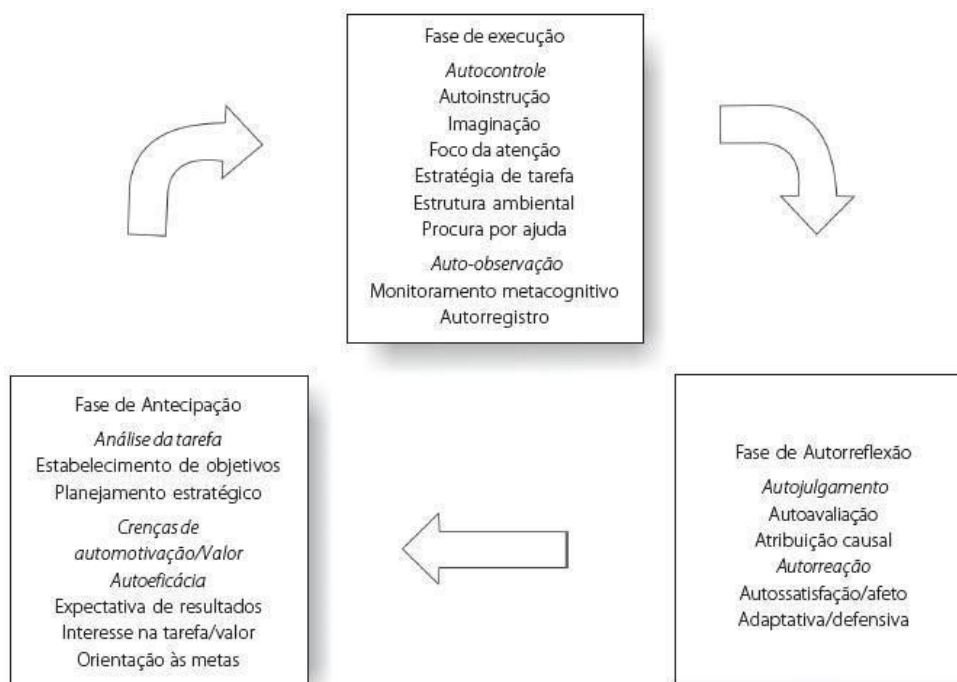 Fase de execução
Autocontrole
Autoinstrução
Imaginação
Foco da atenção
Estratégia de tarefa
Estrutura ambiental
Procura por ajuda
Auto-observação
Monitoramento metacognitivo
Autorregistro
Fase de Antecipação
Análise da tarefa
Estabelecimento de objetivos
Planejamento estratégico
Crenças de
automotivação/Valor
Autoeficácia
Expectativa de resultados
Interesse na tarefa/valor
Orientação às metas
Fase de Autorreflexão
Autojulgamento
Autoavaliação
Atribuição causal
Autorreação
Autossatisfação/afeto
Adaptativa/defensiva